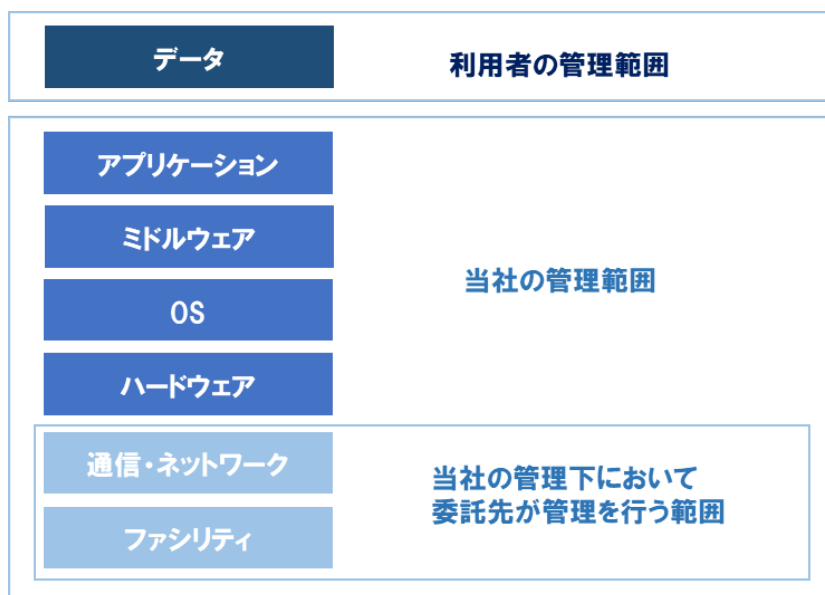 データ
利用者の管理範囲
アプリケーション
ミドルウェア
当社の管理範囲
OS
ハードウェア
通信・ネットワーク
当社の管理下において
委託先が管理を行う範囲
ファシリティ